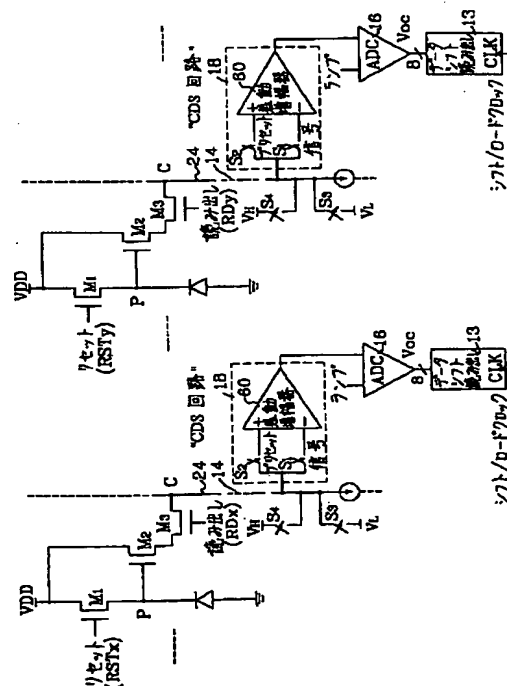 VDD
リセット
(RSTy)
M1
P
M2
M3
読み出し
(RDy)
C
24
14
"CDS 回路"
18
60
差動
増幅器
リセット
信号
S2
S1
VH
S4
S3
VL
ランプ
ADC
16
Voc
8
データ
シフト
読み出し
13
CLK
シフト/ロードクロック
VDD
リセット
(RSTx)
M1
P
M2
M3
読み出し
(RDx)
C
24
14
"CDS 回路"
18
60
差動
増幅器
リセット
信号
S2
S1
VH
S4
S3
VL
ランプ
ADC
16
Voc
8
データ
シフト
読み出し
13
CLK
シフト/ロードクロック